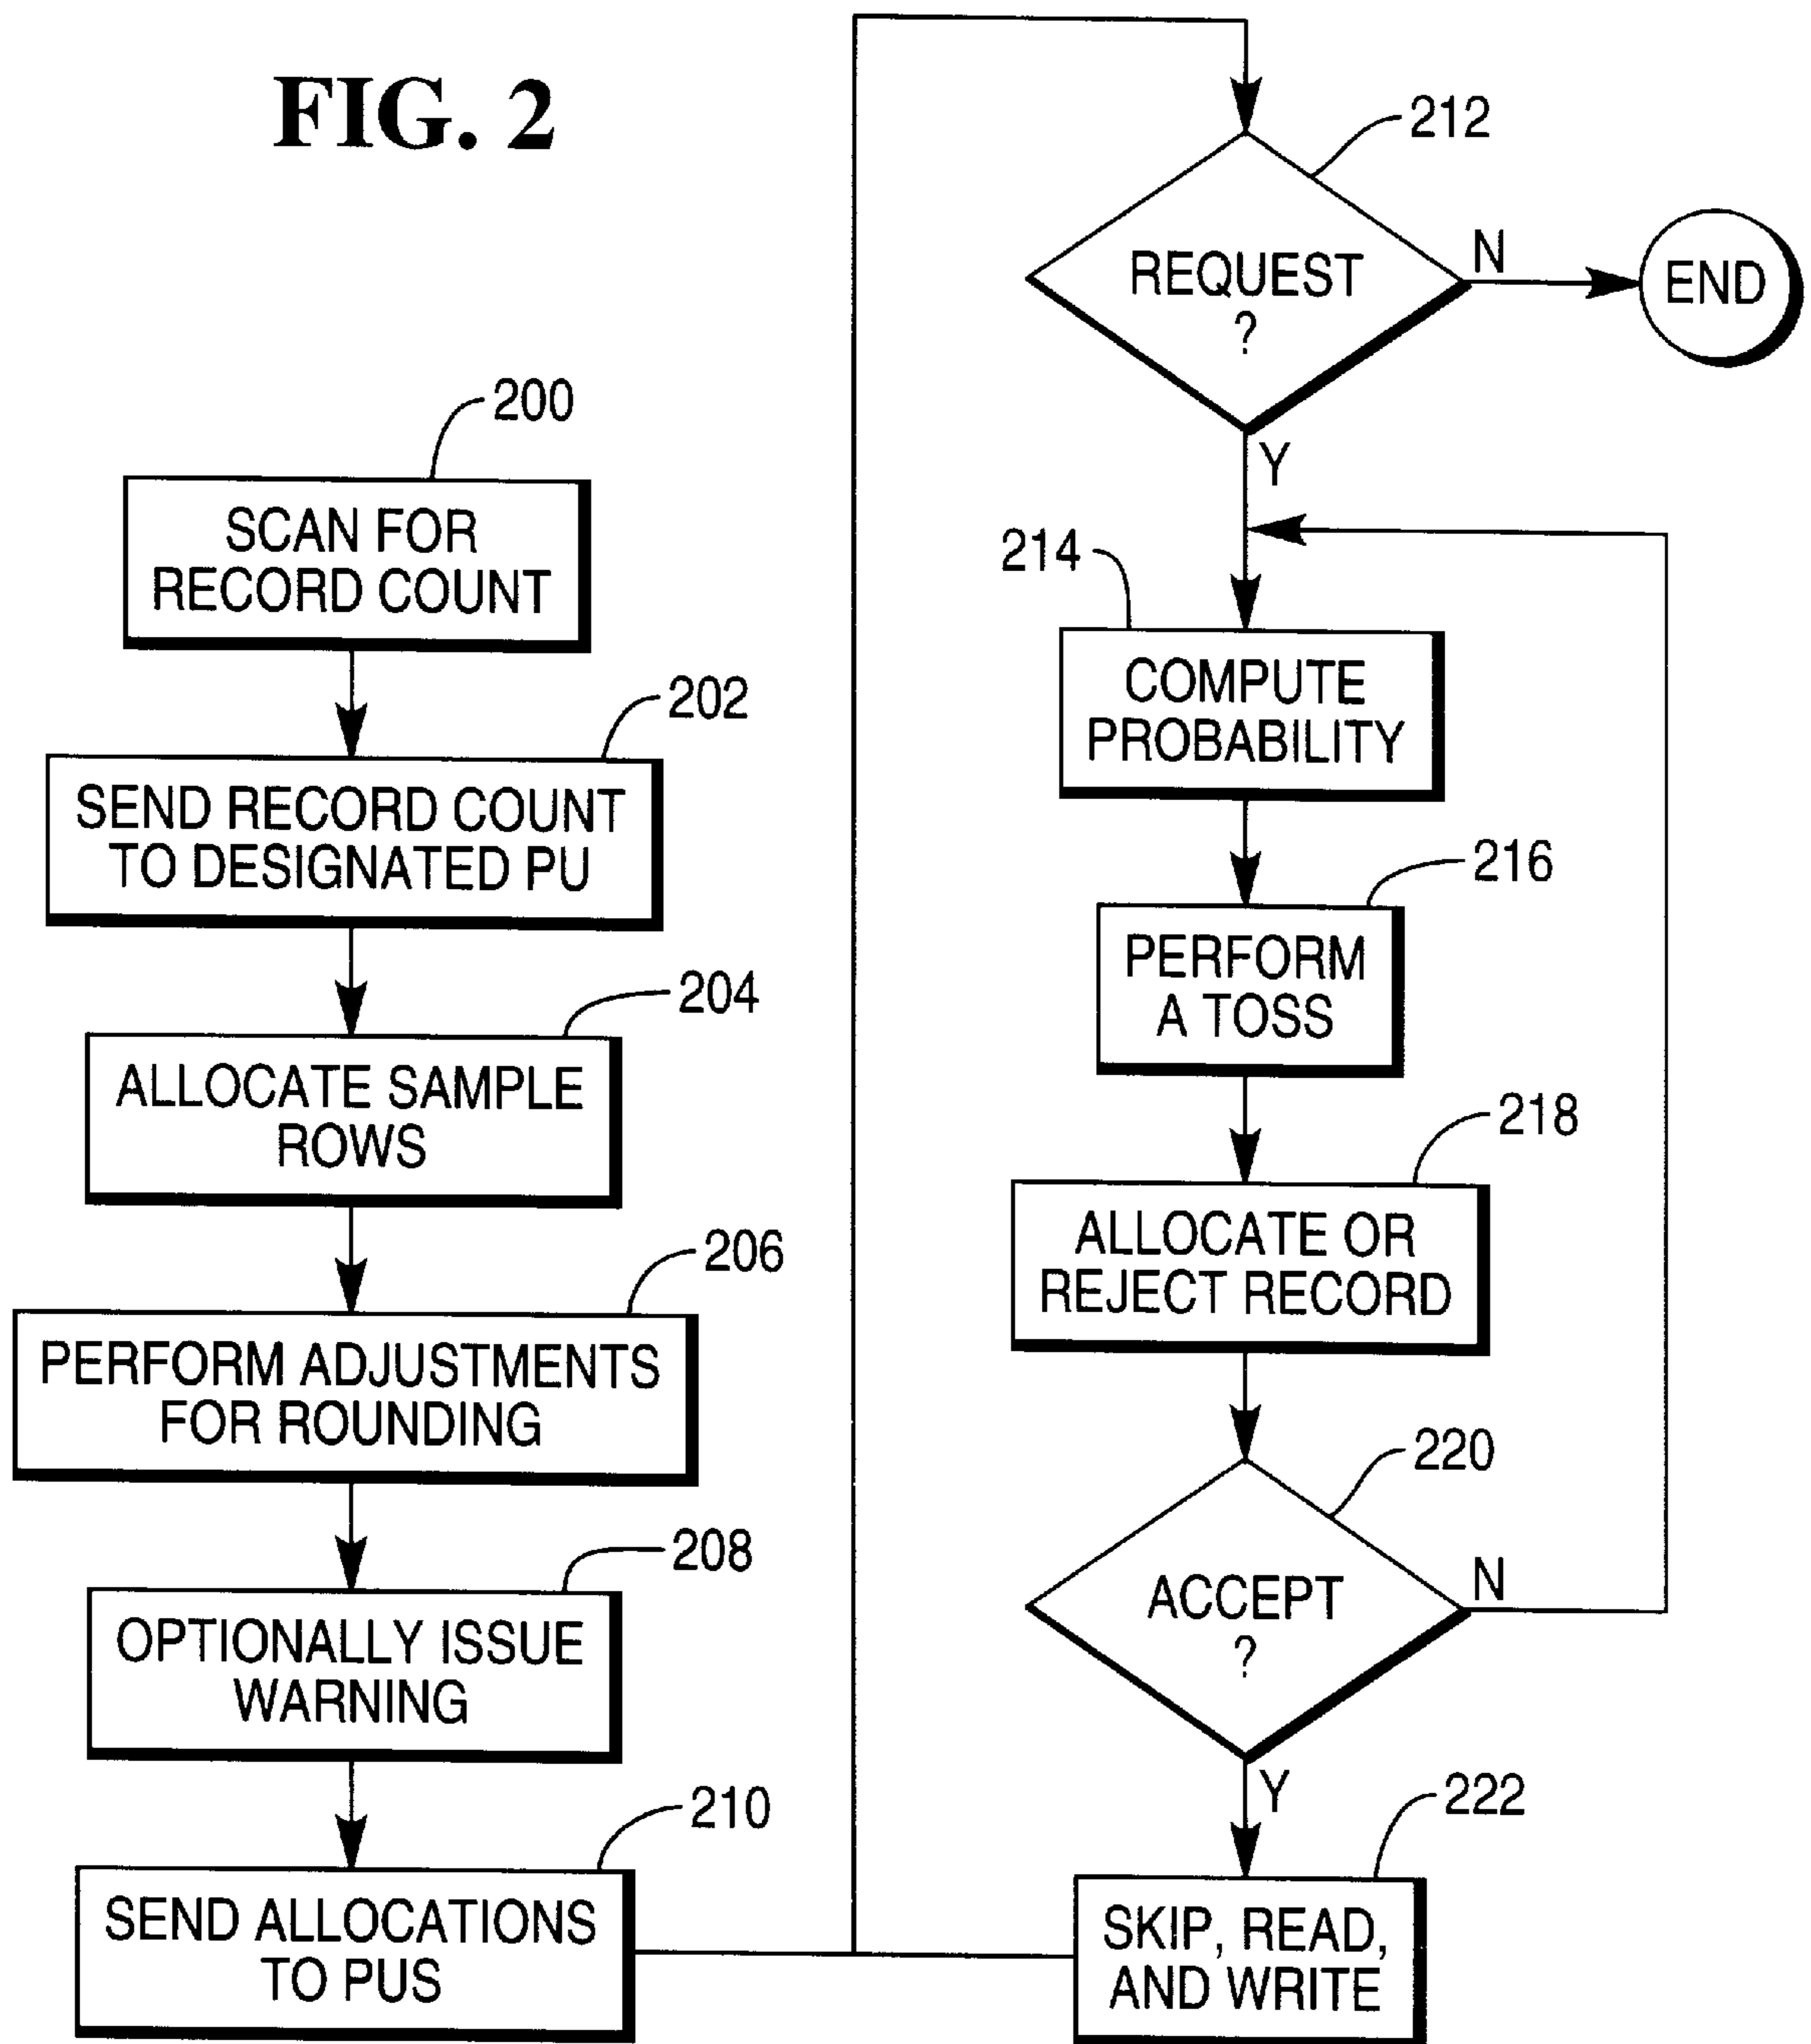 FIG. 2
200
SCAN FOR
RECORD COUNT
202
SEND RECORD COUNT
TO DESIGNATED PU
204
ALLOCATE SAMPLE
ROWS
206
PERFORM ADJUSTMENTS
FOR ROUNDING
208
OPTIONALLY ISSUE
WARNING
210
SEND ALLOCATIONS
TO PUS
212
REQUEST
?
N
END
Y
214
COMPUTE
PROBABILITY
216
PERFORM
A TOSS
218
ALLOCATE OR
REJECT RECORD
220
ACCEPT
?
N
Y
222
SKIP, READ,
AND WRITE